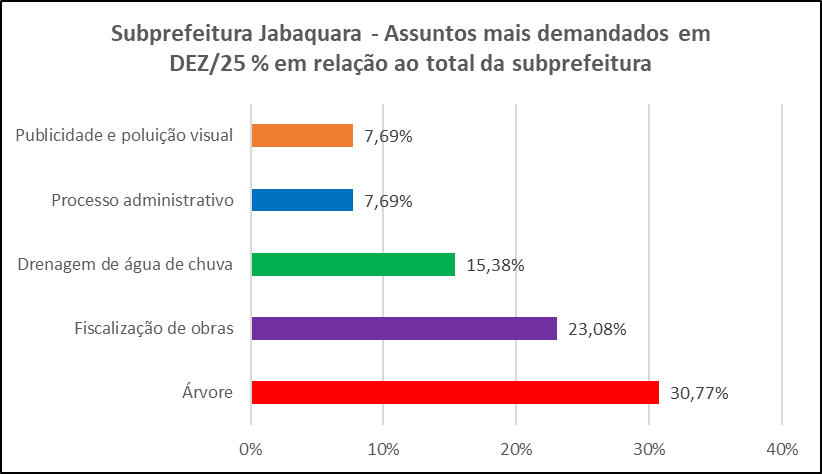 Subprefeitura Jabaquara - Assuntos mais demandados em
DEZ/25 % em relação ao total da subprefeitura
Publicidade e poluição visual 7,69%
Processo administrativo 7,69%
Drenagem de água de chuva 15,38%
Fiscalização de obras 23,08%
Árvore 30,77%
0% 10% 20% 30% 40%